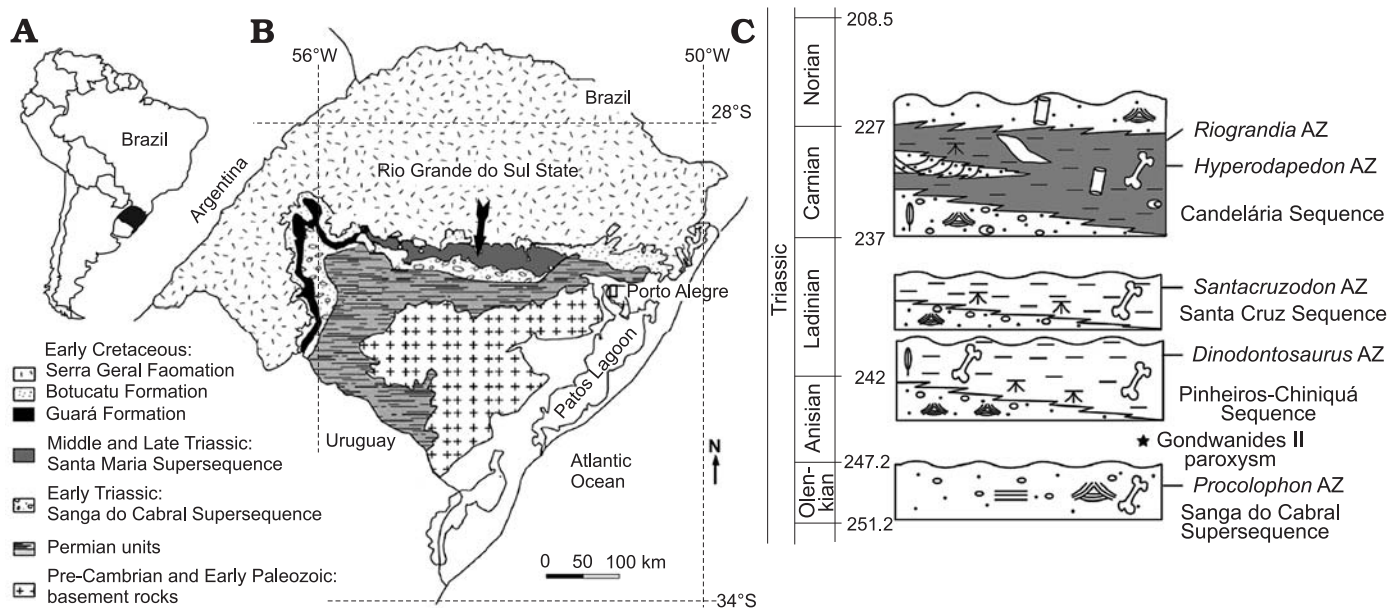 A
Brazil
B
56°W
50°W
Brazil
28°S
Argentina
Rio Grande do Sul State
Porto Alegre
Patos Lagoon
Uruguay
Atlantic
Ocean
N
0 50 100 km
34°S
Early Cretaceous:
Serra Geral Faomation
Botucatu Formation
Guará Formation
Middle and Late Triassic:
Santa Maria Supersequence
Early Triassic:
Sanga do Cabral Supersequence
Permian units
Pre-Cambrian and Early Paleozoic:
basement rocks
C
Triassic
Norian
Carnian
Ladinian
Anisian
Olen-
kian
208.5
227
237
242
247.2
251.2
Riograndia AZ
Hyperodapedon AZ
Candelária Sequence
Santacruzodon AZ
Santa Cruz Sequence
Dinodontosaurus AZ
Pinheiros-Chiniquá
Sequence
★ Gondwanides II
paroxysm
Procolophon AZ
Sanga do Cabral
Supersequence